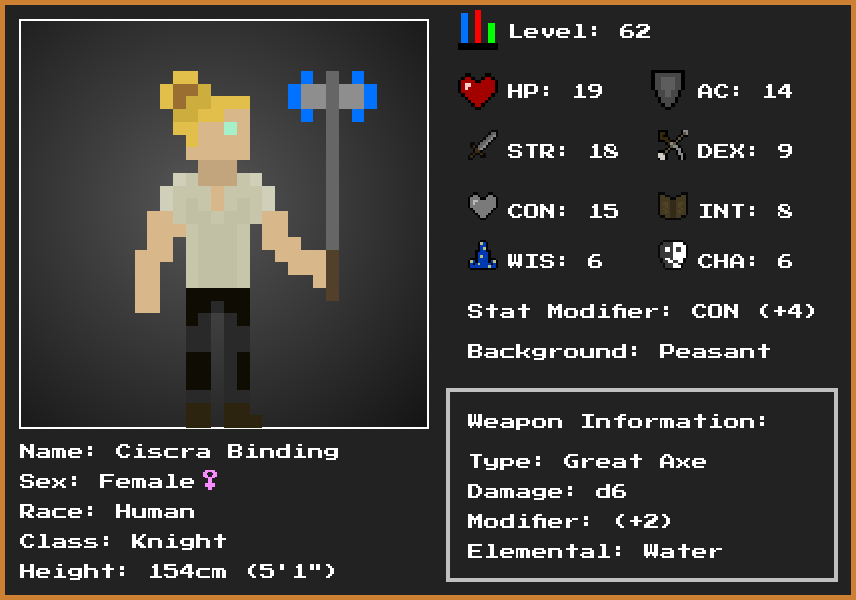 Level: 62
HP: 19 AC: 14
STR: 18 DEX: 9
CON: 15 INT: 8
WIS: 6 CHA: 6
Stat Modifier: CON (+4)
Background: Peasant
Weapon Information:
Type: Great Axe
Damage: d6
Modifier: (+2)
Elemental: Water
Name: Ciscra Binding
Sex: Female♀
Race: Human
Class: Knight
Height: 154cm (5'1")